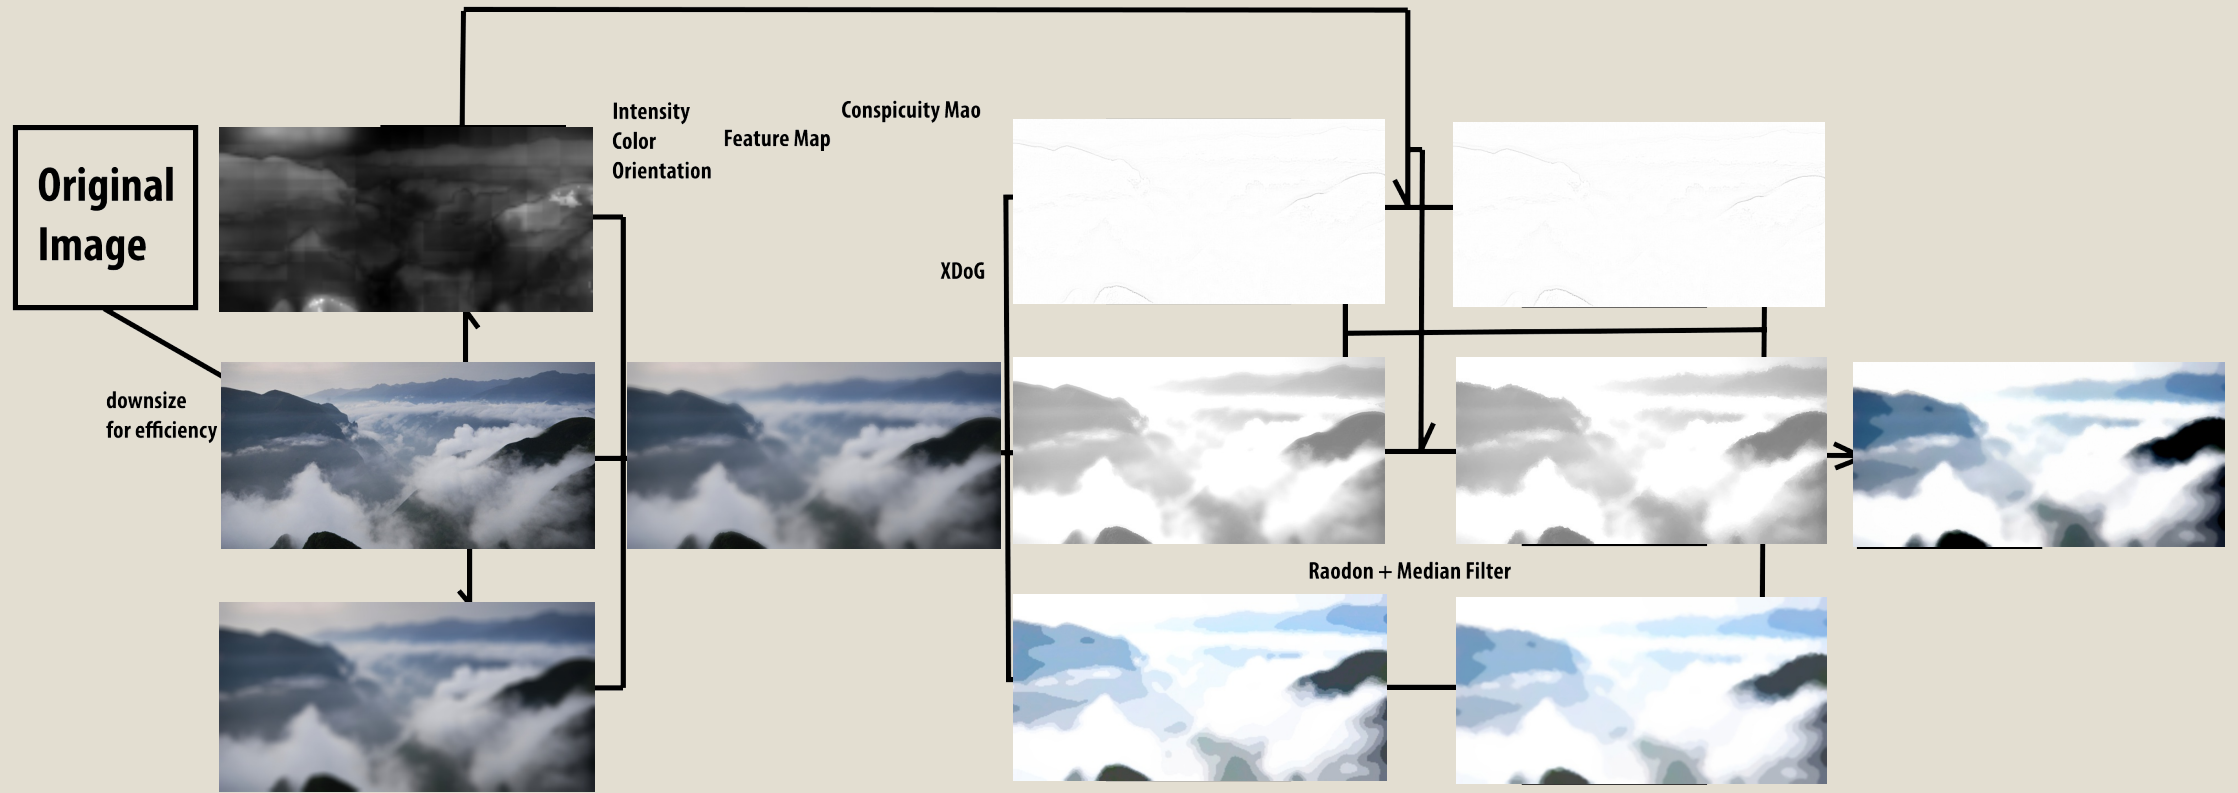 Original
Image
downsize
for efficiency
Intensity
Color
Orientation
Feature Map
Conspicuity Mao
XDoG
Raodon + Median Filter